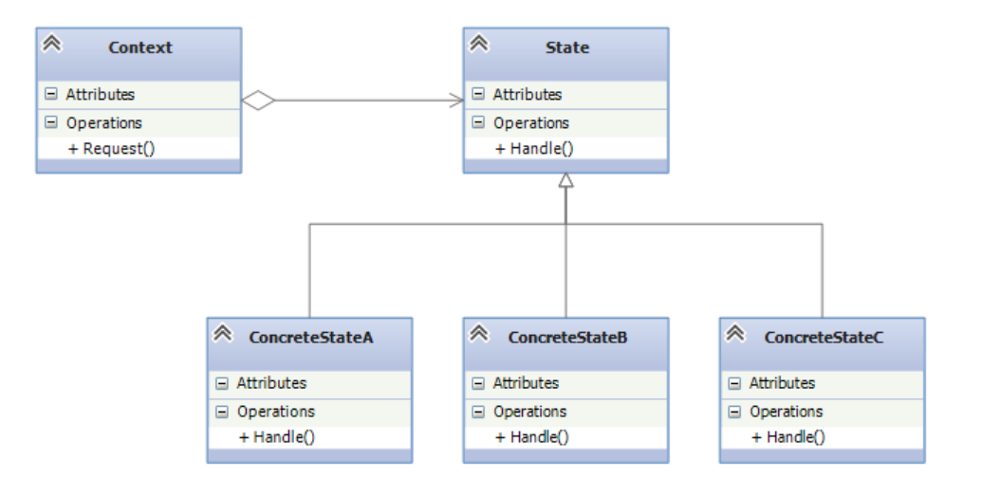 Context
Attributes
Operations
+ Request()
State
Attributes
Operations
+ Handle()
ConcreteStateA
Attributes
Operations
+ Handle()
ConcreteStateB
Attributes
Operations
+ Handle()
ConcreteStateC
Attributes
Operations
+ Handle()